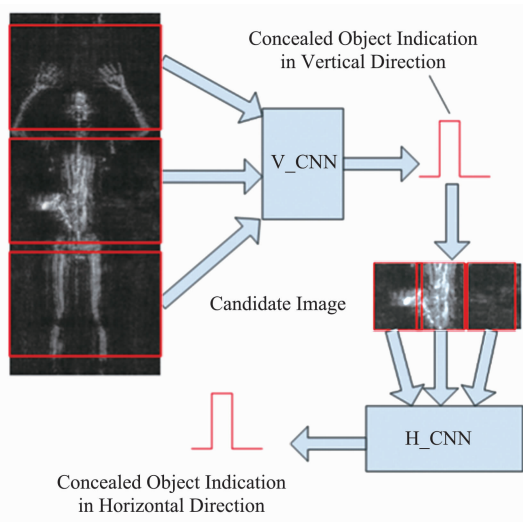 Concealed Object Indication
in Vertical Direction
V_CNN
Candidate Image
H_CNN
Concealed Object Indication
in Horizontal Direction